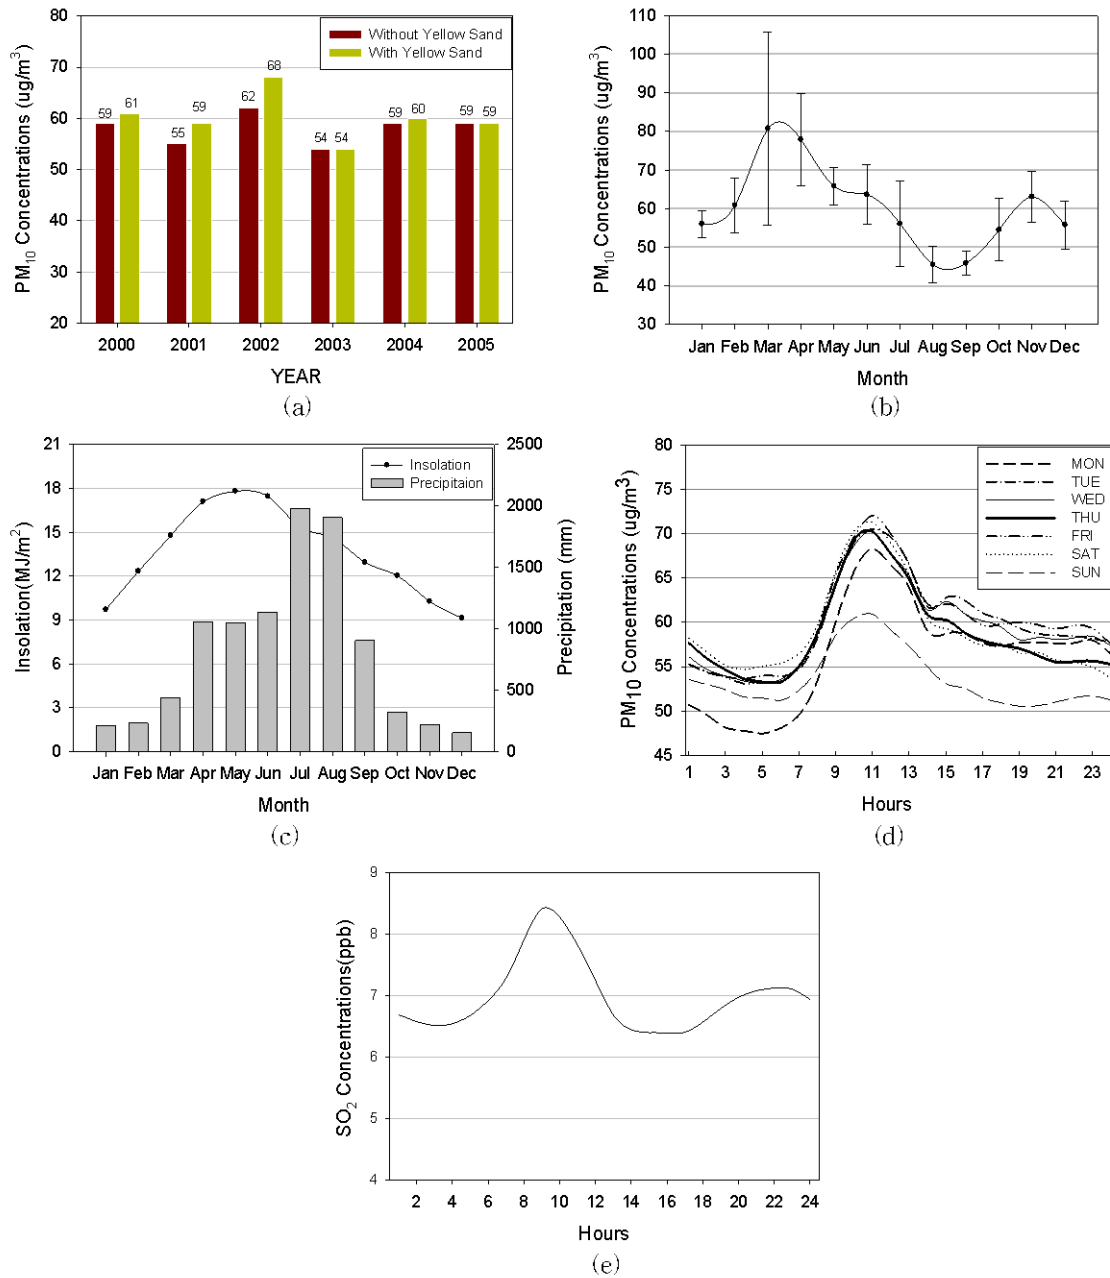 80
70
60
50
40
30
20
PM10 Concentrations (ug/m3)
Without Yellow Sand
With Yellow Sand
59 61
55 59
62 68
54 54
59 60
59 59
2000 2001 2002 2003 2004 2005
YEAR
(a)
110
100
90
80
70
60
50
40
30
PM10 Concentrations (ug/m3)
Jan Feb Mar Apr May Jun Jul Aug Sep Oct Nov Dec
Month
(b)
21
18
15
12
9
6
3
0
Insolation(MJ/m2)
Insolation
Precipitaion
2500
2000
1500
1000
500
0
Precipitation (mm)
Jan Feb Mar Apr May Jun Jul Aug Sep Oct Nov Dec
Month
(c)
80
75
70
65
60
55
50
45
PM10 Concentrations (ug/m3)
MON
TUE
WED
THU
FRI
SAT
SUN
1 3 5 7 9 11 13 15 17 19 21 23
Hours
(d)
9
8
7
6
5
4
SO2 Concentrations(ppb)
2 4 6 8 10 12 14 16 18 20 22 24
Hours
(e)